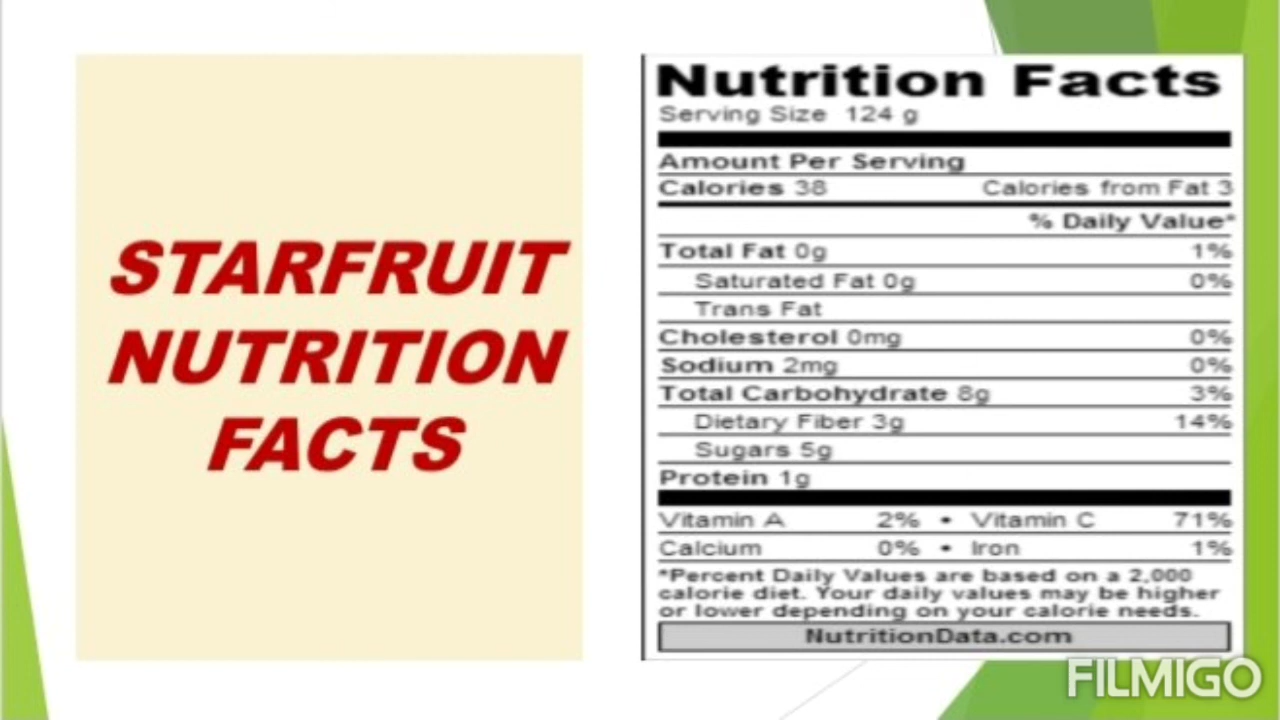 STARFRUIT
NUTRITION
FACTS
Nutrition Facts
Serving Size 124 g
Amount Per Serving
Calories 38 Calories from Fat 3
% Daily Value*
Total Fat 0g 1%
Saturated Fat 0g 0%
Trans Fat
Cholesterol 0mg 0%
Sodium 2mg 0%
Total Carbohydrate 8g 3%
Dietary Fiber 3g 14%
Sugars 5g
Protein 1g
Vitamin A 2% • Vitamin C 71%
Calcium 0% • Iron 1%
*Percent Daily Values are based on a 2,000
calorie diet. Your daily values may be higher
or lower depending on your calorie needs.
NutritionData.com
FILMIGO